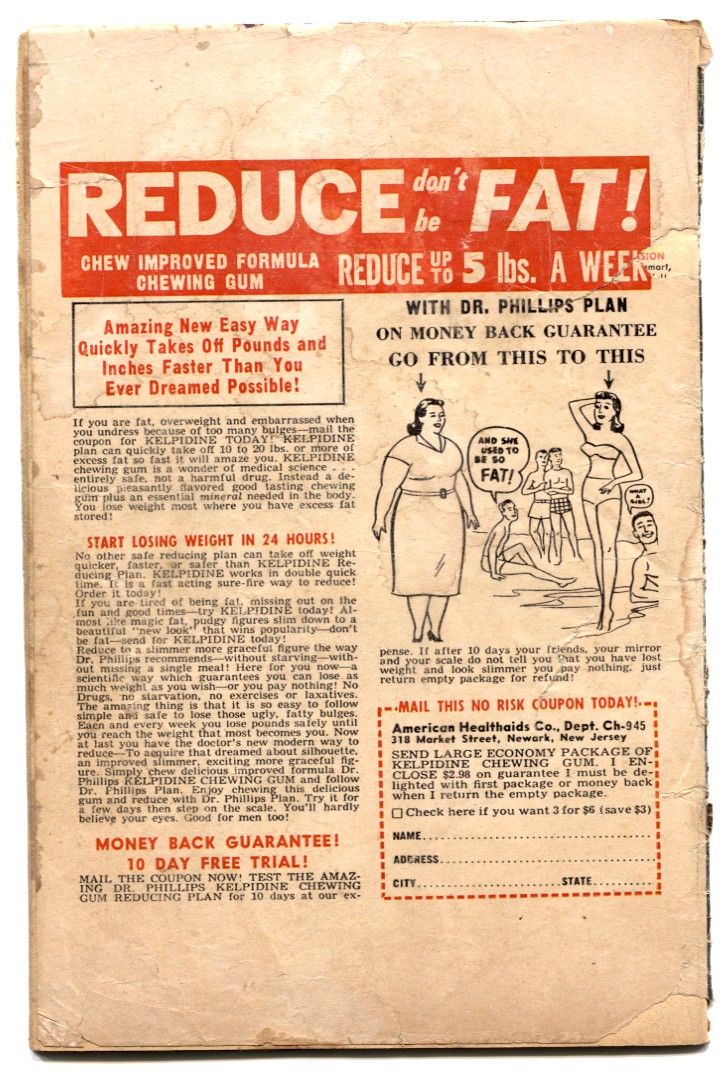 REDUCE don't be FAT!
CHEW IMPROVED FORMULA
CHEWING GUM
REDUCE UP TO 5 lbs. A WEEK
SION
mart,
Amazing New Easy Way
Quickly Takes Off Pounds and
Inches Faster Than You
Ever Dreamed Possible!
If you are fat, overweight and embarrassed when
you undress because of too many bulges—mail the
coupon for KELPIDINE TODAY! KELPIDINE
plan can quickly take off 10 to 20 lbs. or more of
excess fat so fast it will amaze you. KELPIDINE
chewing gum is a wonder of medical science . . .
entirely safe, not a harmful drug. Instead a de-
licious pleasantly flavored good tasting chewing
gum plus an essential mineral needed in the body.
You lose weight most where you have excess fat
stored!
START LOSING WEIGHT IN 24 HOURS!
No other safe reducing plan can take off weight
quicker, faster, or safer than KELPIDINE Re-
ducing Plan. KELPIDINE works in double quick
time. It is a fast acting sure-fire way to reduce!
Order it today!
If you are tired of being fat, missing out on the
fun and good times—try KELPIDINE today! Al-
most like magic fat, pudgy figures slim down to a
beautiful "new look" that wins popularity—don't
be fat—send for KELPIDINE today!
Reduce to a slimmer more graceful figure the way
Dr. Phillips recommends—without starving—with-
out missing a single meal! Here for you now—a
scientific way which guarantees you can lose as
much weight as you wish—or you pay nothing! No
Drugs, no starvation, no exercises or laxatives.
The amazing thing is that it is so easy to follow
simple and safe to lose those ugly, fatty bulges.
Each and every week you lose pounds safely until
you reach the weight that most becomes You. Now
at last you have the doctor's new modern way to
reduce—To acquire that dreamed about silhouette,
an improved slimmer, exciting more graceful fig-
ure. Simply chew delicious improved formula Dr.
Phillips KELPIDINE CHEWING GUM and follow
Dr. Phillips Plan. Enjoy chewing this delicious
gum and reduce with Dr. Phillips Plan. Try it for
a few days then step on the scale. You'll hardly
believe your eyes. Good for men too!
MONEY BACK GUARANTEE!
10 DAY FREE TRIAL!
MAIL THE COUPON NOW! TEST THE AMAZ-
ING DR. PHILLIPS KELPIDINE CHEWING
GUM REDUCING PLAN for 10 days at our ex-
WITH DR. PHILLIPS PLAN
ON MONEY BACK GUARANTEE
GO FROM THIS TO THIS
AND SHE
USED TO
BE SO
FAT!
WHAT
A
GIRL!
pense. If after 10 days your friends, your mirror
and your scale do not tell you that you have lost
weight and look slimmer you pay nothing, just
return empty package for refund!
MAIL THIS NO RISK COUPON TODAY!
American Healthaids Co., Dept. Ch-945
318 Market Street, Newark, New Jersey
SEND LARGE ECONOMY PACKAGE OF
KELPIDINE CHEWING GUM. I EN-
CLOSE $2.98 on guarantee I must be de-
lighted with first package or money back
when I return the empty package.
☐ Check here if you want 3 for $6 (save $3)
NAME
ADDRESS
CITY STATE